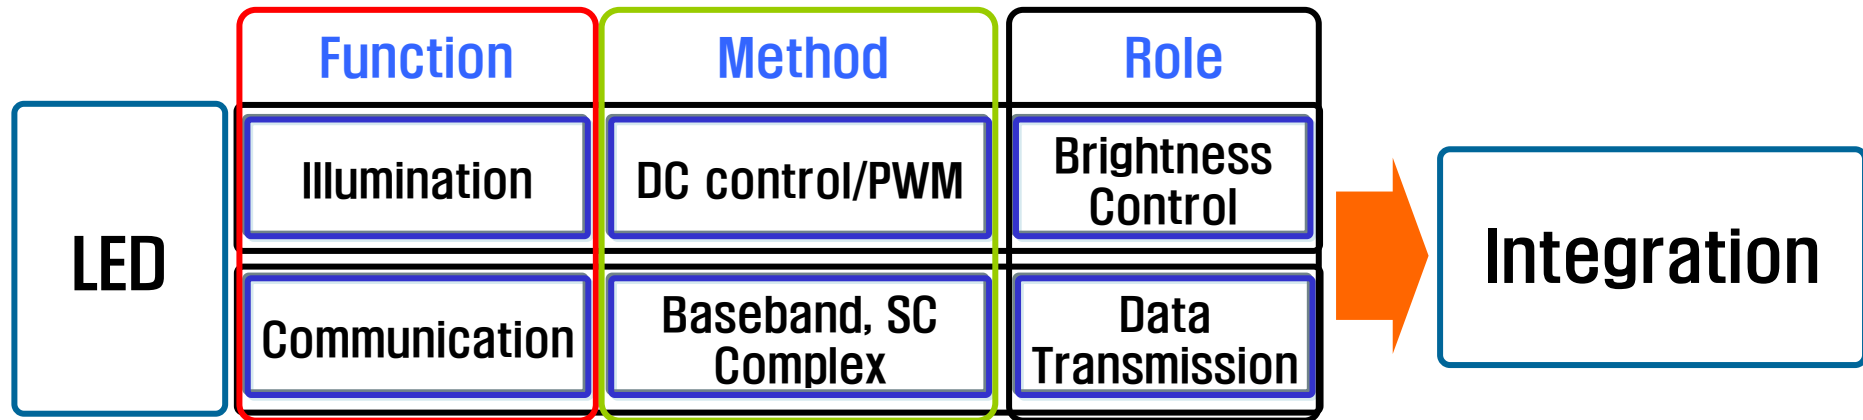 Function
Method
Role
LED
Illumination
DC control/PWM
Brightness
Control
Communication
Baseband, SC
Complex
Data
Transmission
Integration